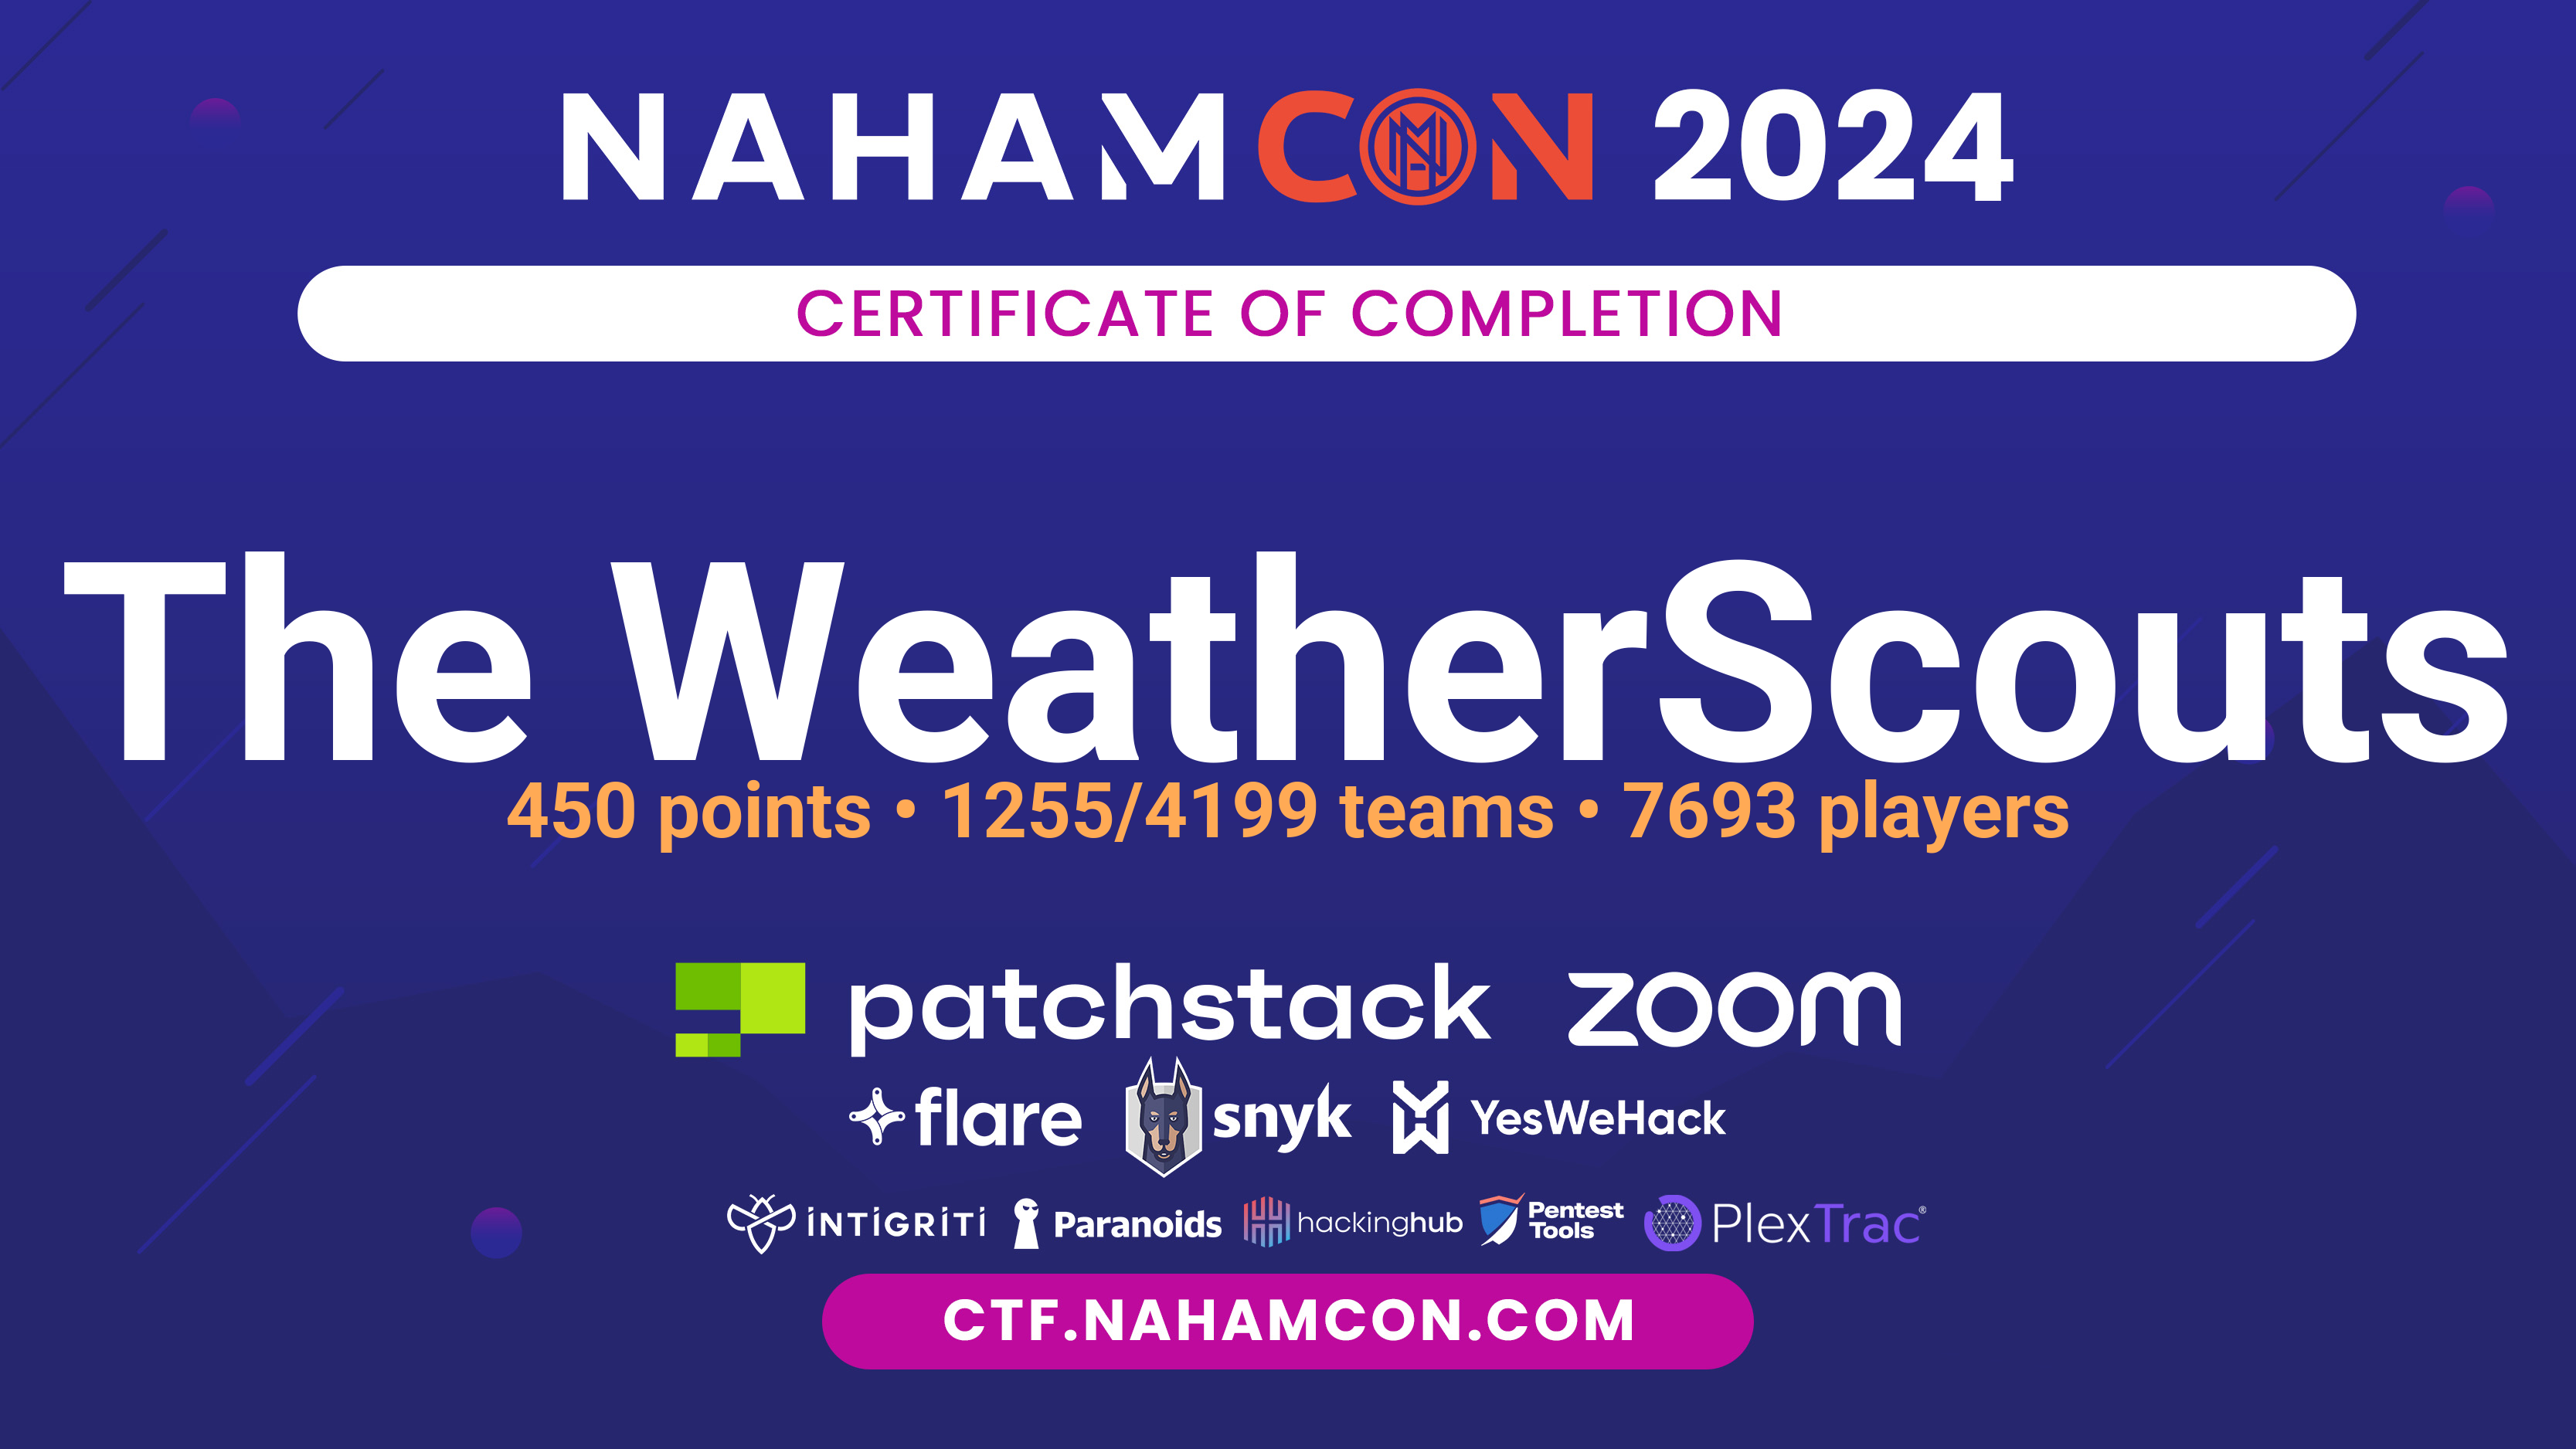 NAHAMCON 2024
CERTIFICATE OF COMPLETION
The WeatherScouts
450 points • 1255/4199 teams • 7693 players
patchstack zoom
flare snyk YesWeHack
INTIGRITI Paranoids hackinghub Pentest Tools PlexTrac®
CTF.NAHAMCON.COM